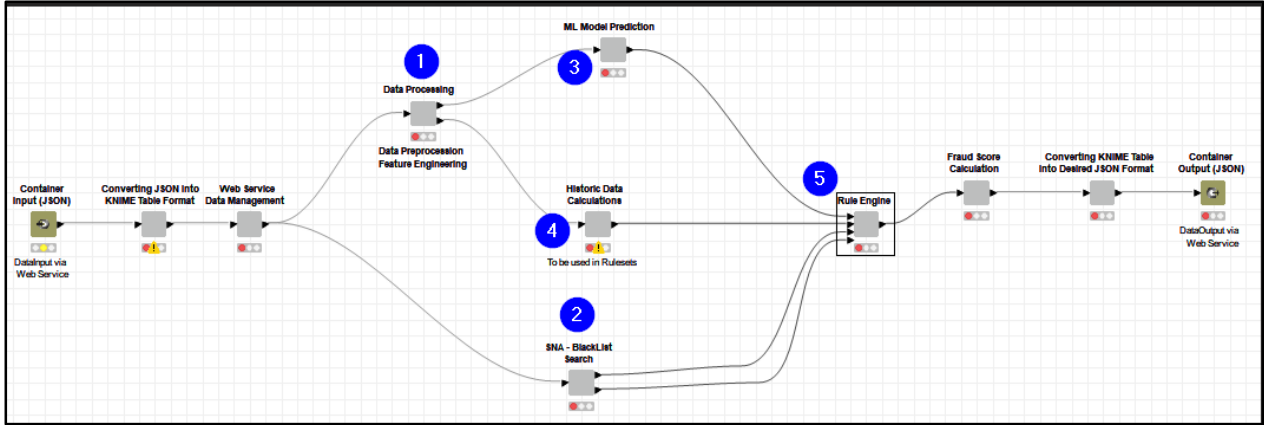 ML Model Prediction
1
3
Data Processing
Data Preprocession
Feature Engineering
5
Fraud Score
Calculation
Converting KNIME Table
Into Desired JSON Format
Container
Output (JSON)
Container
Input (JSON)
Converting JSON Into
KNIME Table Format
Web Service
Data Management
Historic Data
Calculations
Rule Engine
4
DataInput via
Web Service
To be used in Rulesets
DataOutput via
Web Service
2
SNA - BlackList
Search